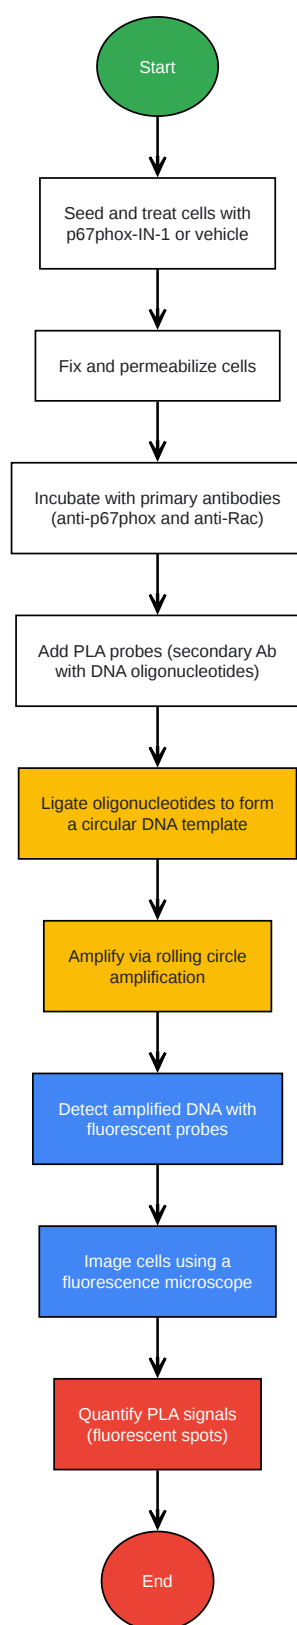 Start
Seed and treat cells with
p67phox-IN-1 or vehicle
Fix and permeabilize cells
Incubate with primary antibodies
(anti-p67phox and anti-Rac)
Add PLA probes (secondary Ab
with DNA oligonucleotides)
Ligate oligonucleotides to form
a circular DNA template
Amplify via rolling circle
amplification
Detect amplified DNA with
fluorescent probes
Image cells using a
fluorescence microscope
Quantify PLA signals
(fluorescent spots)
End